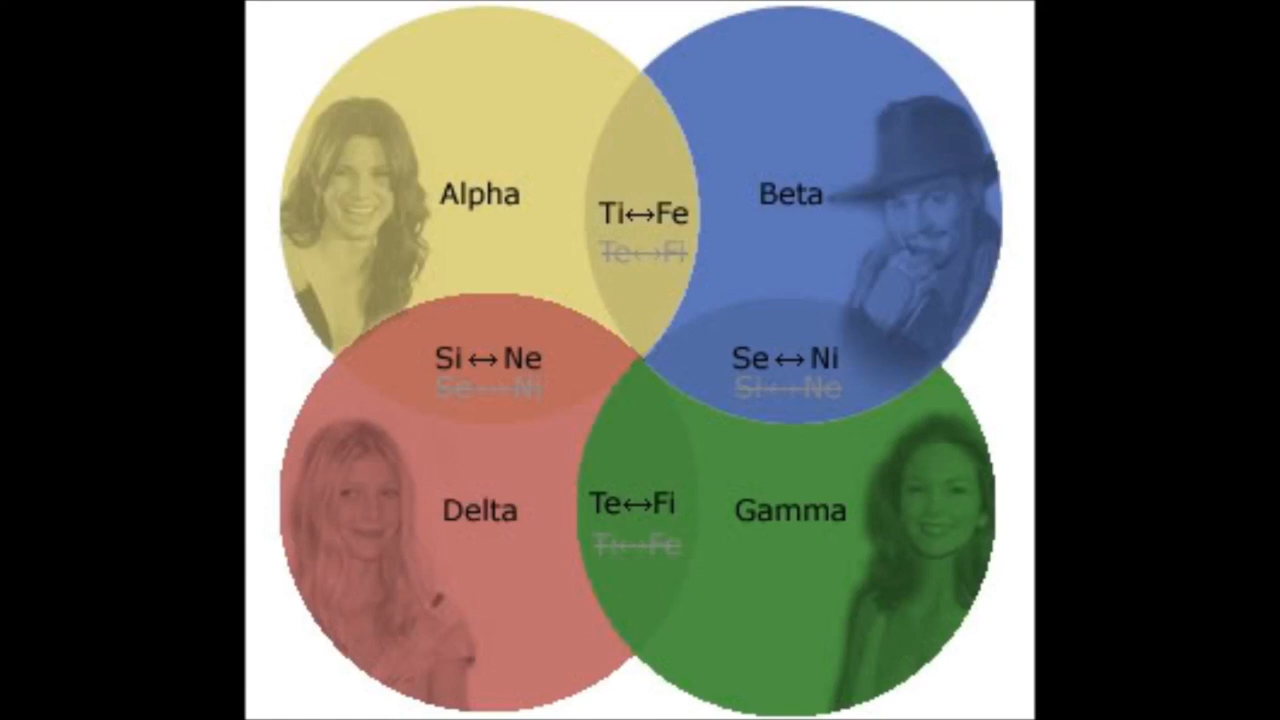 Alpha
Beta
Ti↔Fe
Te↔Fi
Si↔Ne
Se↔Ni
Se↔Ni
Si↔Ne
Delta
Te↔Fi
Gamma
Ti↔Fe